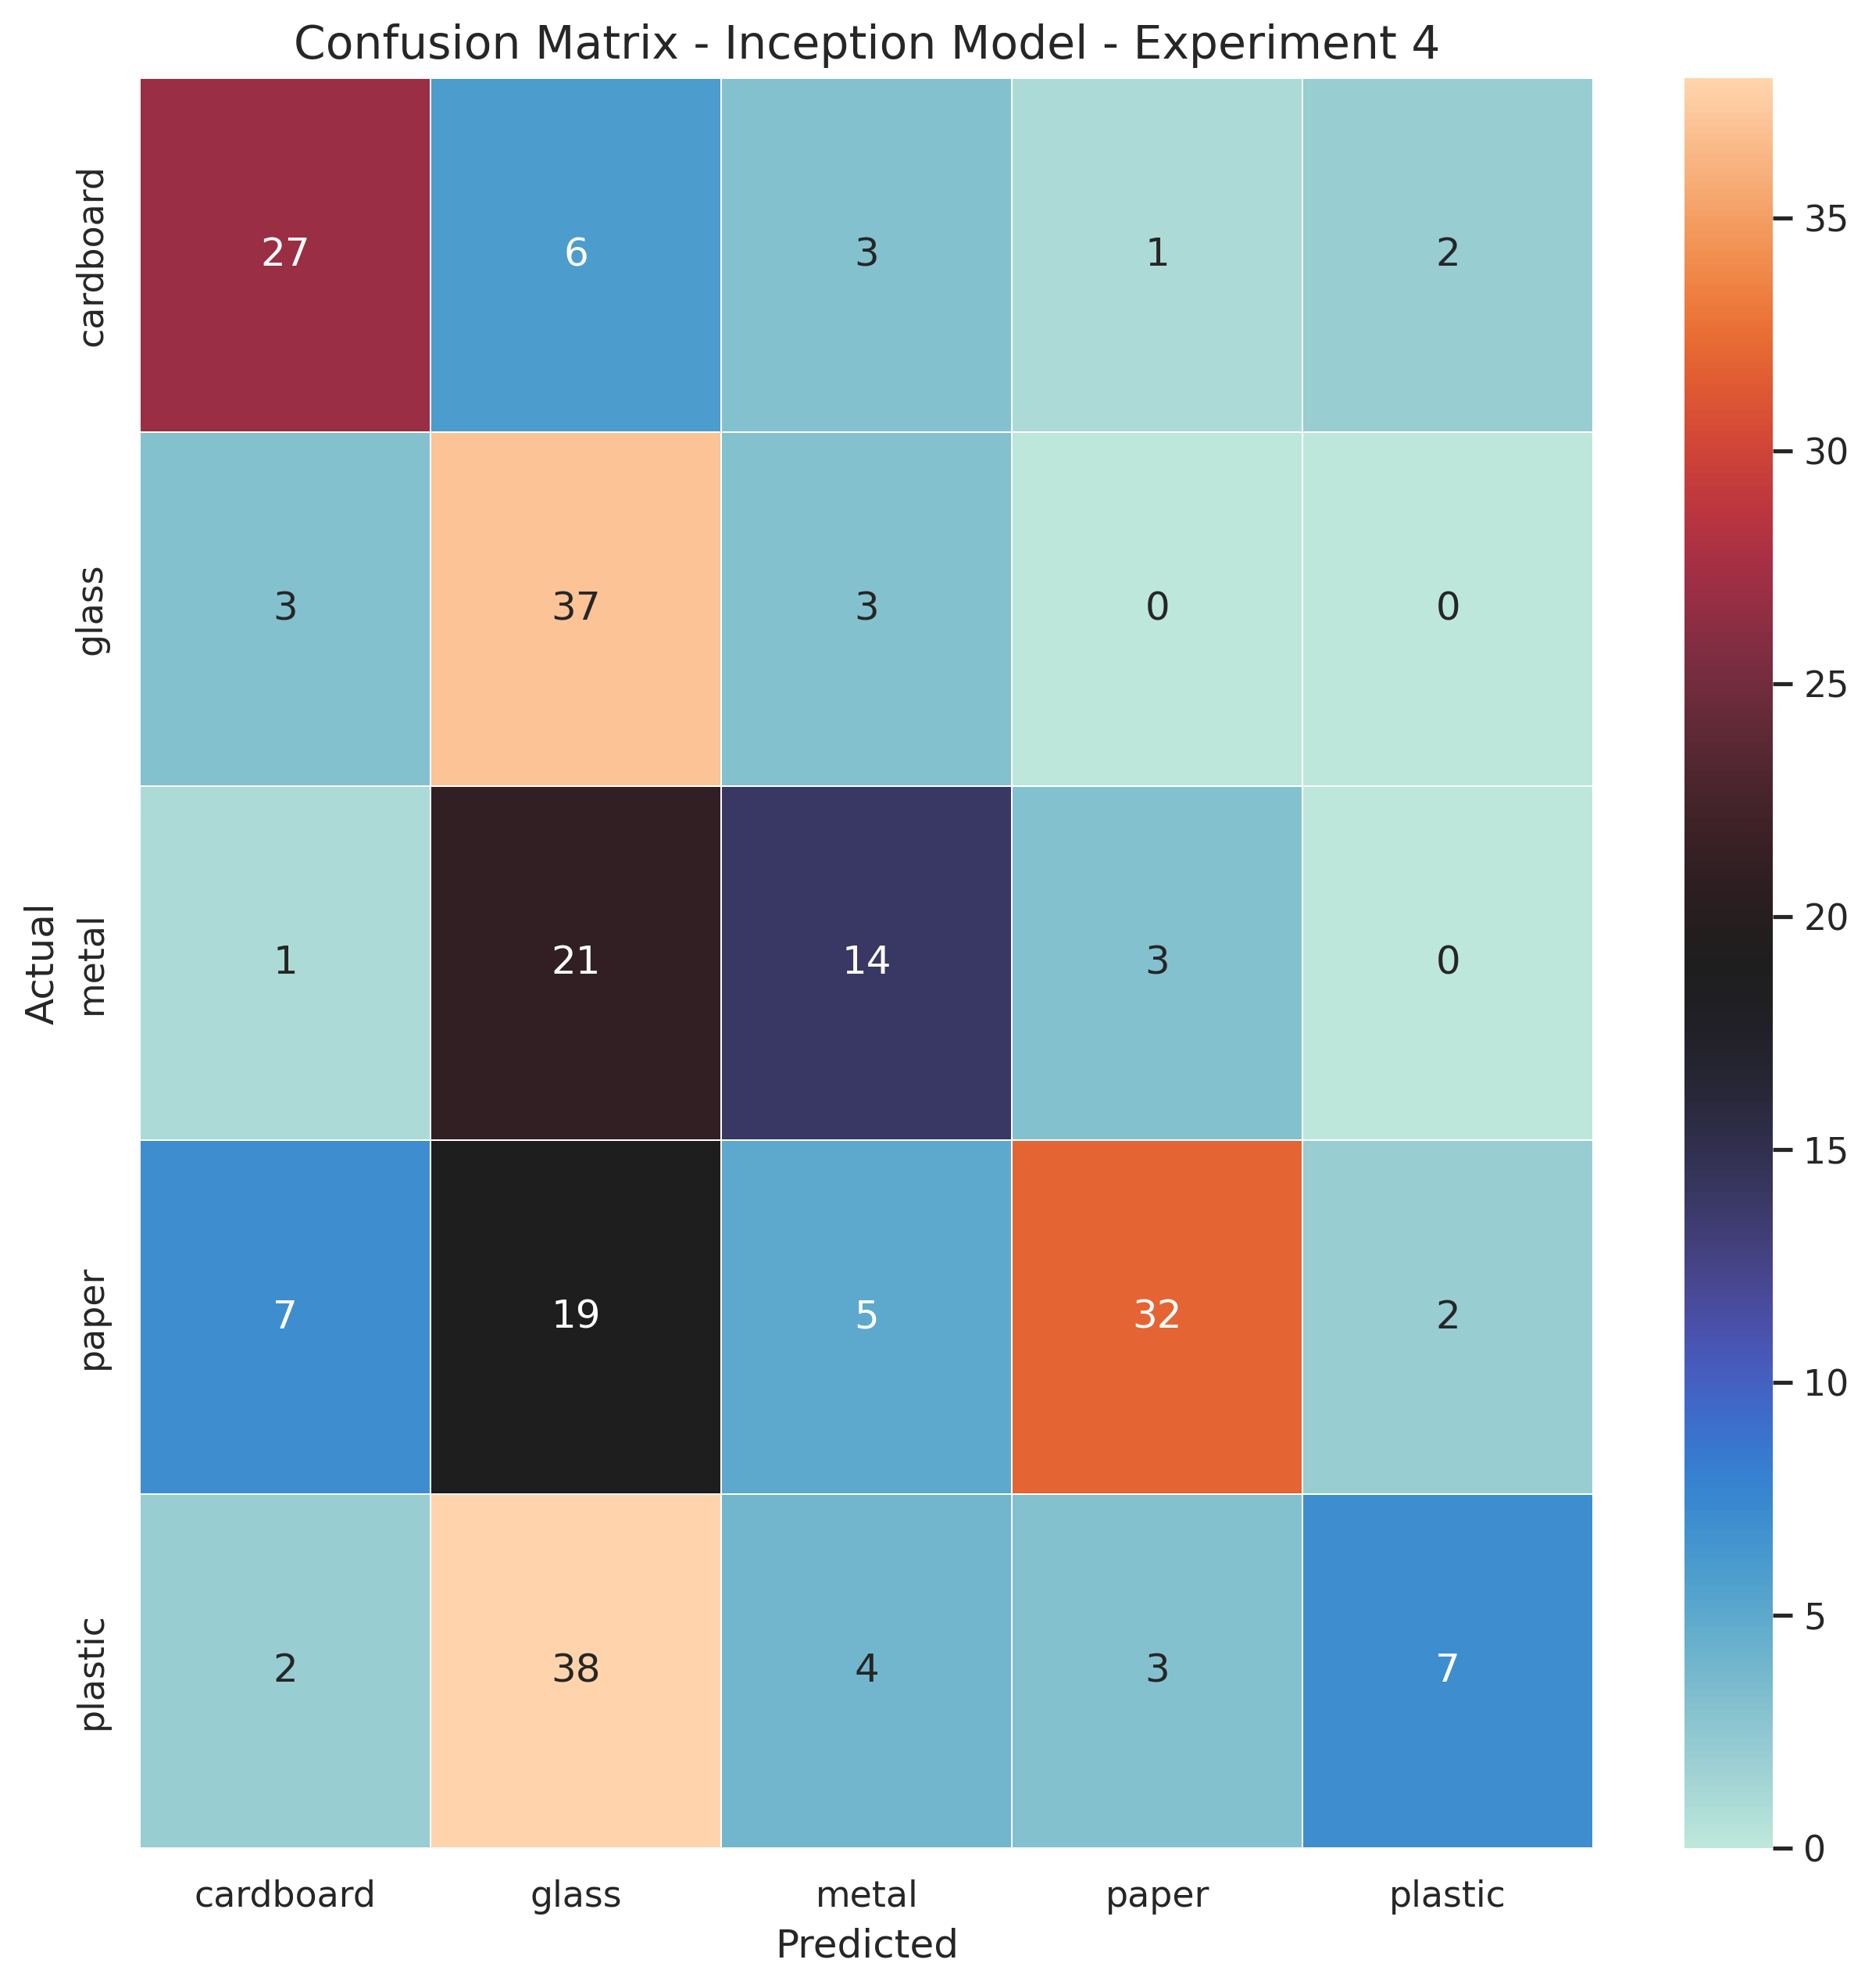 Confusion Matrix - Inception Model - Experiment 4
Actual
cardboard 27 6 3 1 2
glass 3 37 3 0 0
metal 1 21 14 3 0
paper 7 19 5 32 2
plastic 2 38 4 3 7
cardboard glass metal paper plastic
Predicted
35
30
25
20
15
10
5
0